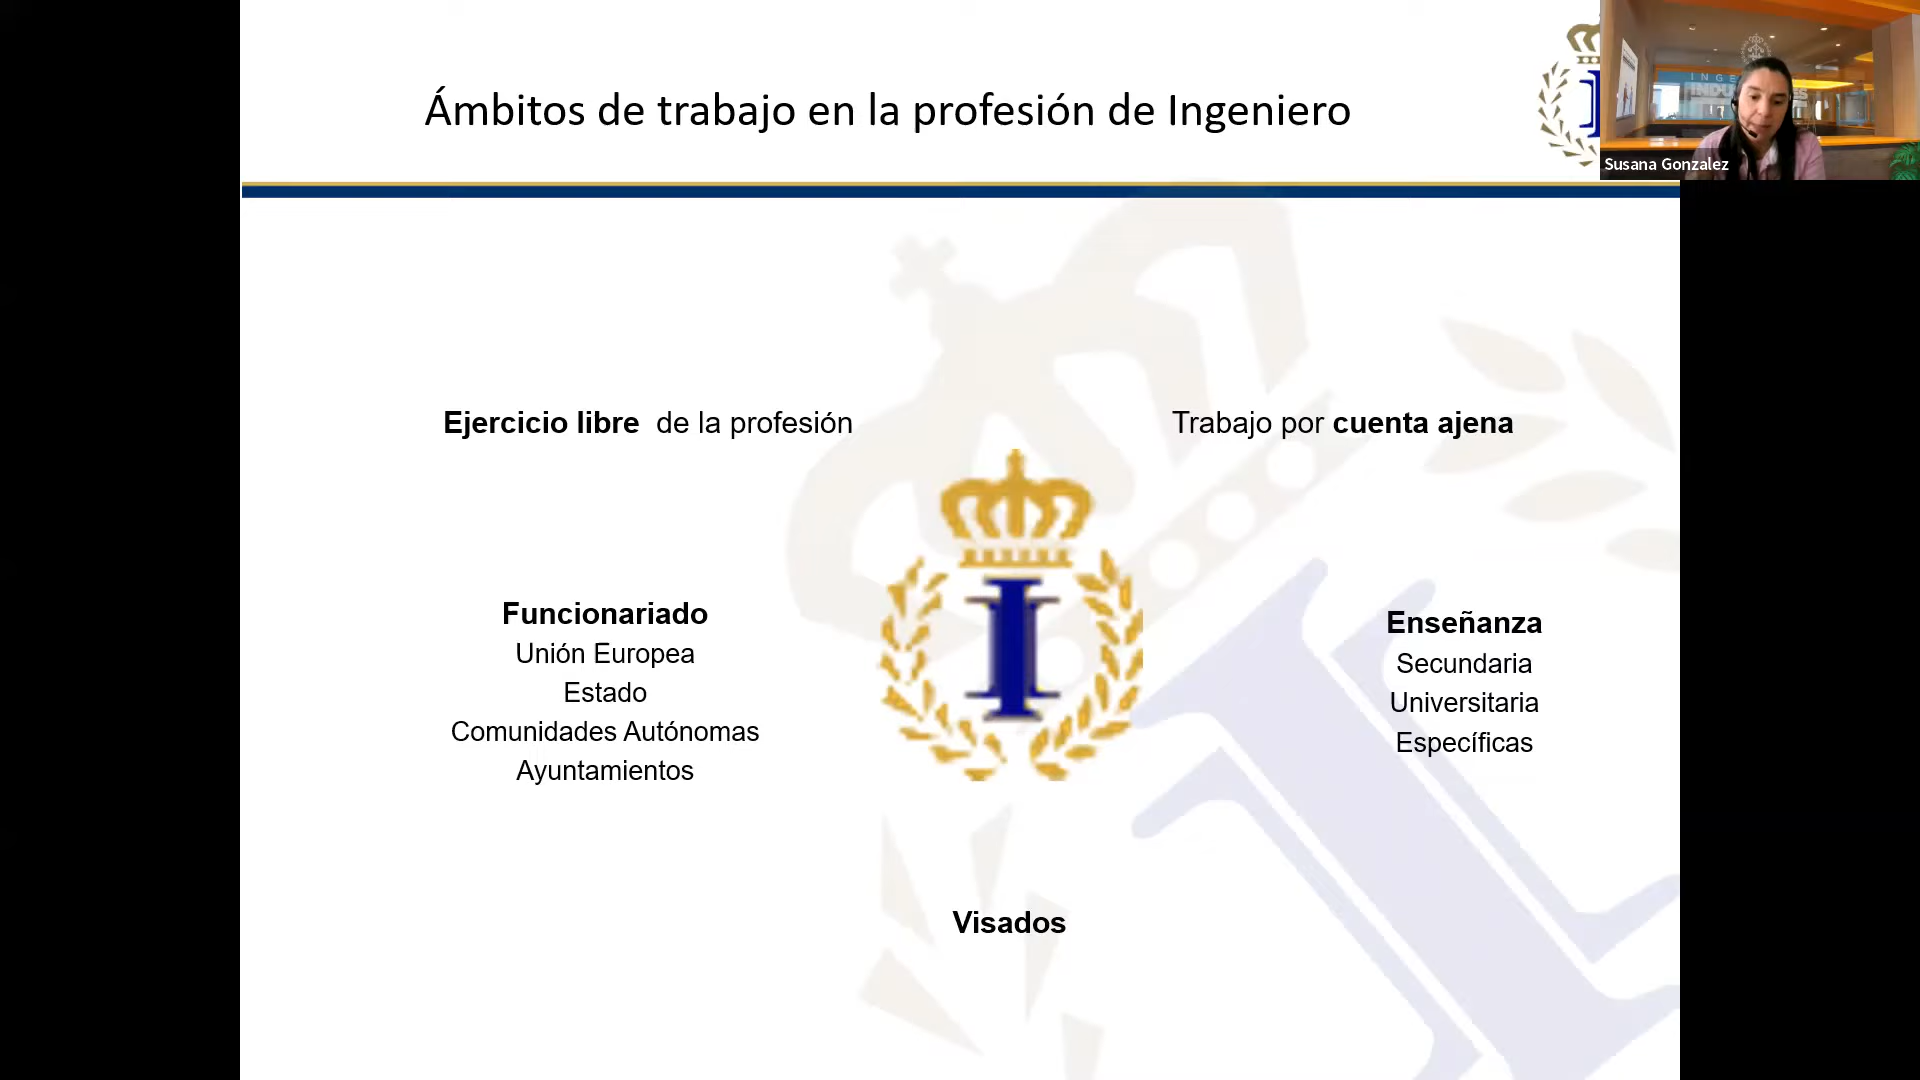 Ámbitos de trabajo en la profesión de Ingeniero
Susana Gonzalez
Ejercicio libre de la profesión
Trabajo por cuenta ajena
Funcionariado
Unión Europea
Estado
Comunidades Autónomas
Ayuntamientos
I
Enseñanza
Secundaria
Universitaria
Específicas
Visados